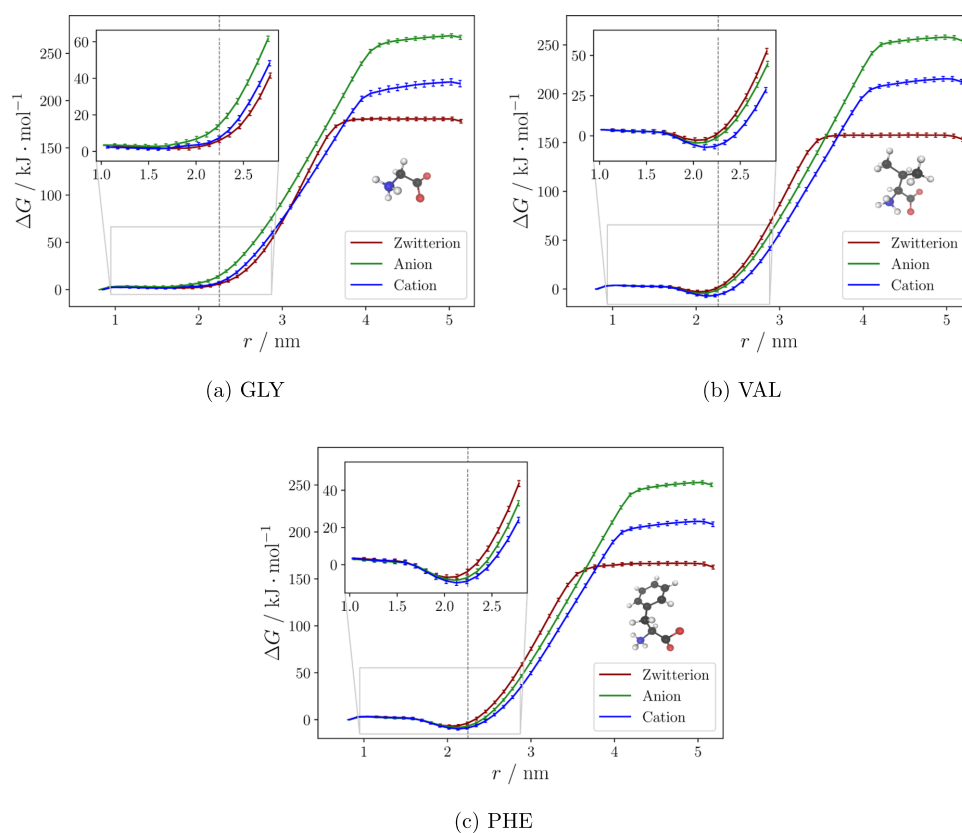 60
40
20
0
1.0 1.5 2.0 2.5
250
200
150
100
50
0
ΔG / kJ · mol⁻¹
Zwitterion
Anion
Cation
1 2 3 4 5
r / nm
(a) GLY
50
25
0
1.0 1.5 2.0 2.5
250
200
150
100
50
0
ΔG / kJ · mol⁻¹
Zwitterion
Anion
Cation
1 2 3 4 5
r / nm
(b) VAL
40
20
0
1.0 1.5 2.0 2.5
250
200
150
100
50
0
ΔG / kJ · mol⁻¹
Zwitterion
Anion
Cation
1 2 3 4 5
r / nm
(c) PHE